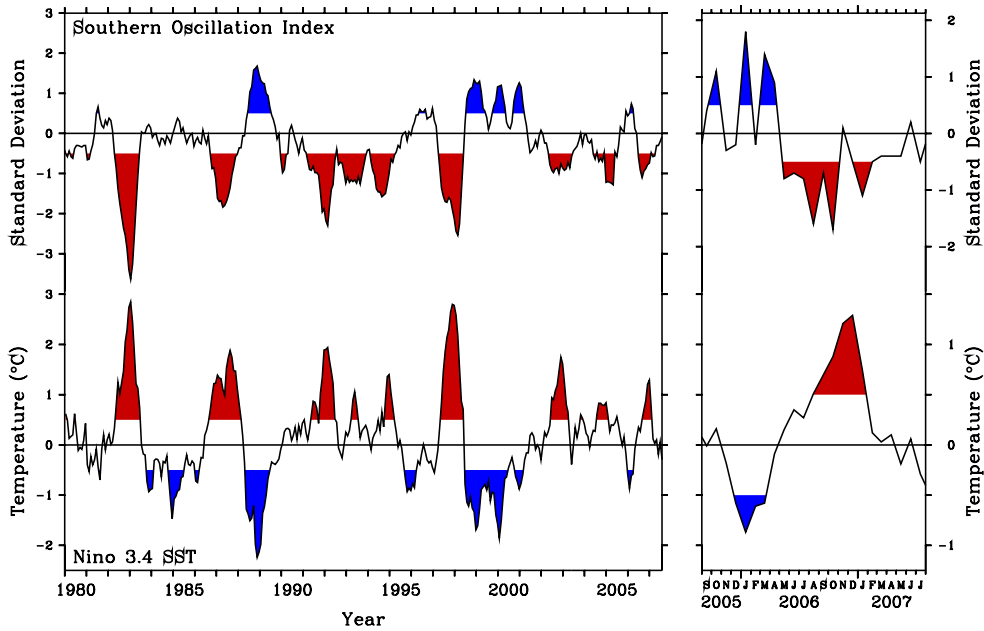 Southern Oscillation Index
Standard Deviation
3
2
1
0
-1
-2
-3
Temperature (°C)
3
2
1
0
-1
-2
Nino 3.4 SST
1980 1985 1990 1995 2000 2005
Year
2
1
0
-1
-2
Standard Deviation
1
0
-1
Temperature (°C)
S O N D J F M A M J J A S O N D J F M A M J J
2005 2006 2007